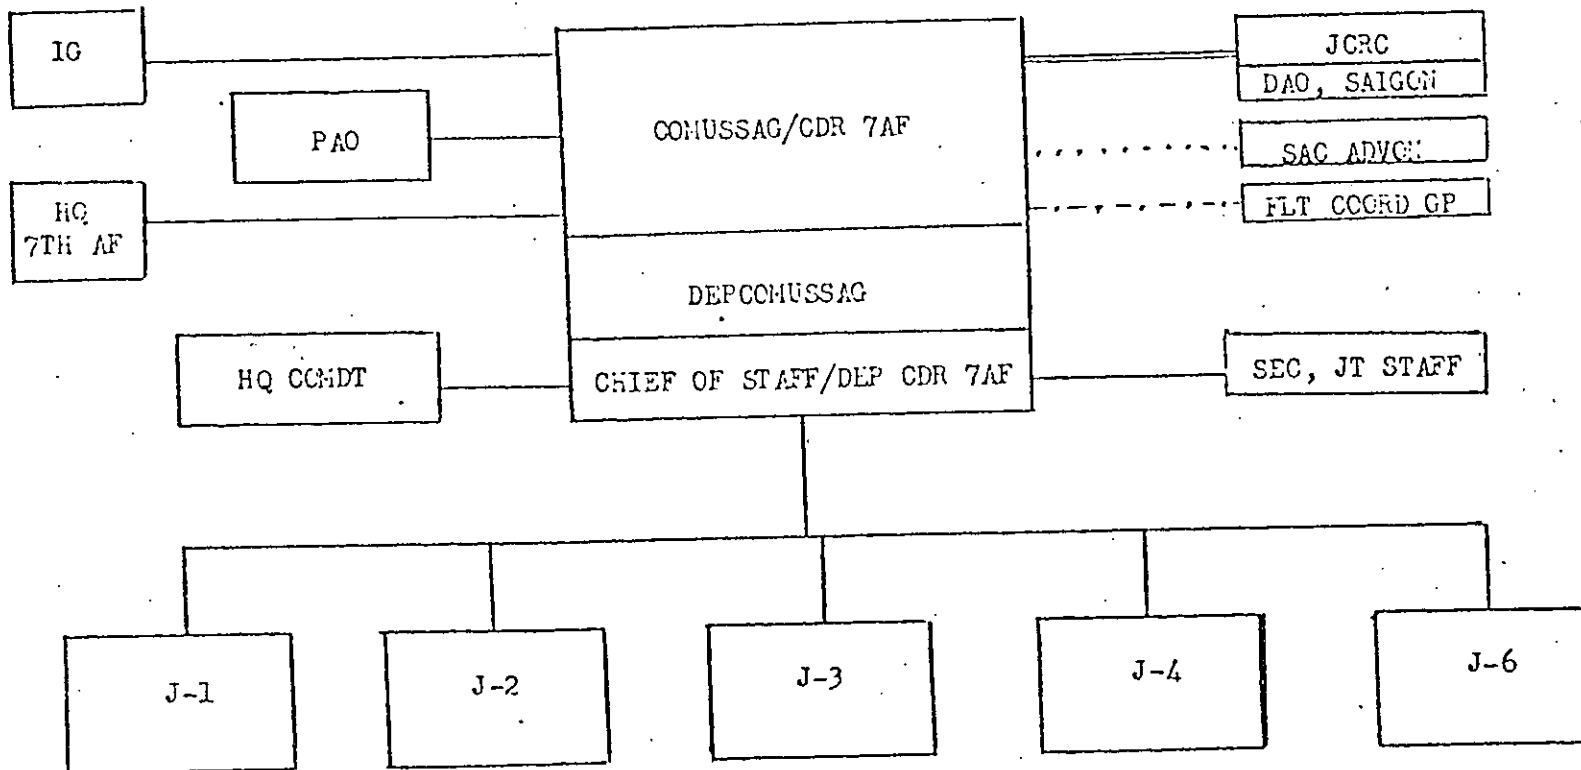 IG
JCRC
DAO, SAIGON
PAO
COMUSSAG/CDR 7AF
SAC ADVON
HQ
7TH AF
FLT COORD GP
DEPCOMUSSAG
HQ COMDT
CHIEF OF STAFF/DEP CDR 7AF
SEC, JT STAFF
J-1
J-2
J-3
J-4
J-6